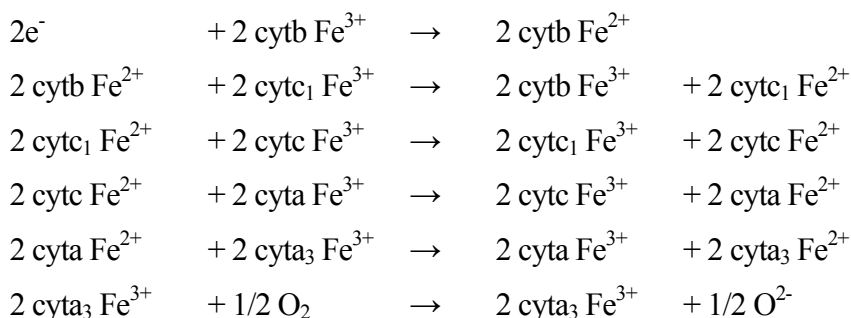 2e⁻ + 2 cytb Fe³⁺ → 2 cytb Fe²⁺
2 cytb Fe²⁺ + 2 cytc₁ Fe³⁺ → 2 cytb Fe³⁺ + 2 cytc₁ Fe²⁺
2 cytc₁ Fe²⁺ + 2 cytc Fe³⁺ → 2 cytc₁ Fe³⁺ + 2 cytc Fe²⁺
2 cytc Fe²⁺ + 2 cyta Fe³⁺ → 2 cytc Fe³⁺ + 2 cyta Fe²⁺
2 cyta Fe²⁺ + 2 cyta₃ Fe³⁺ → 2 cyta Fe³⁺ + 2 cyta₃ Fe²⁺
2 cyta₃ Fe³⁺ + 1/2 O₂ → 2 cyta₃ Fe³⁺ + 1/2 O²⁻